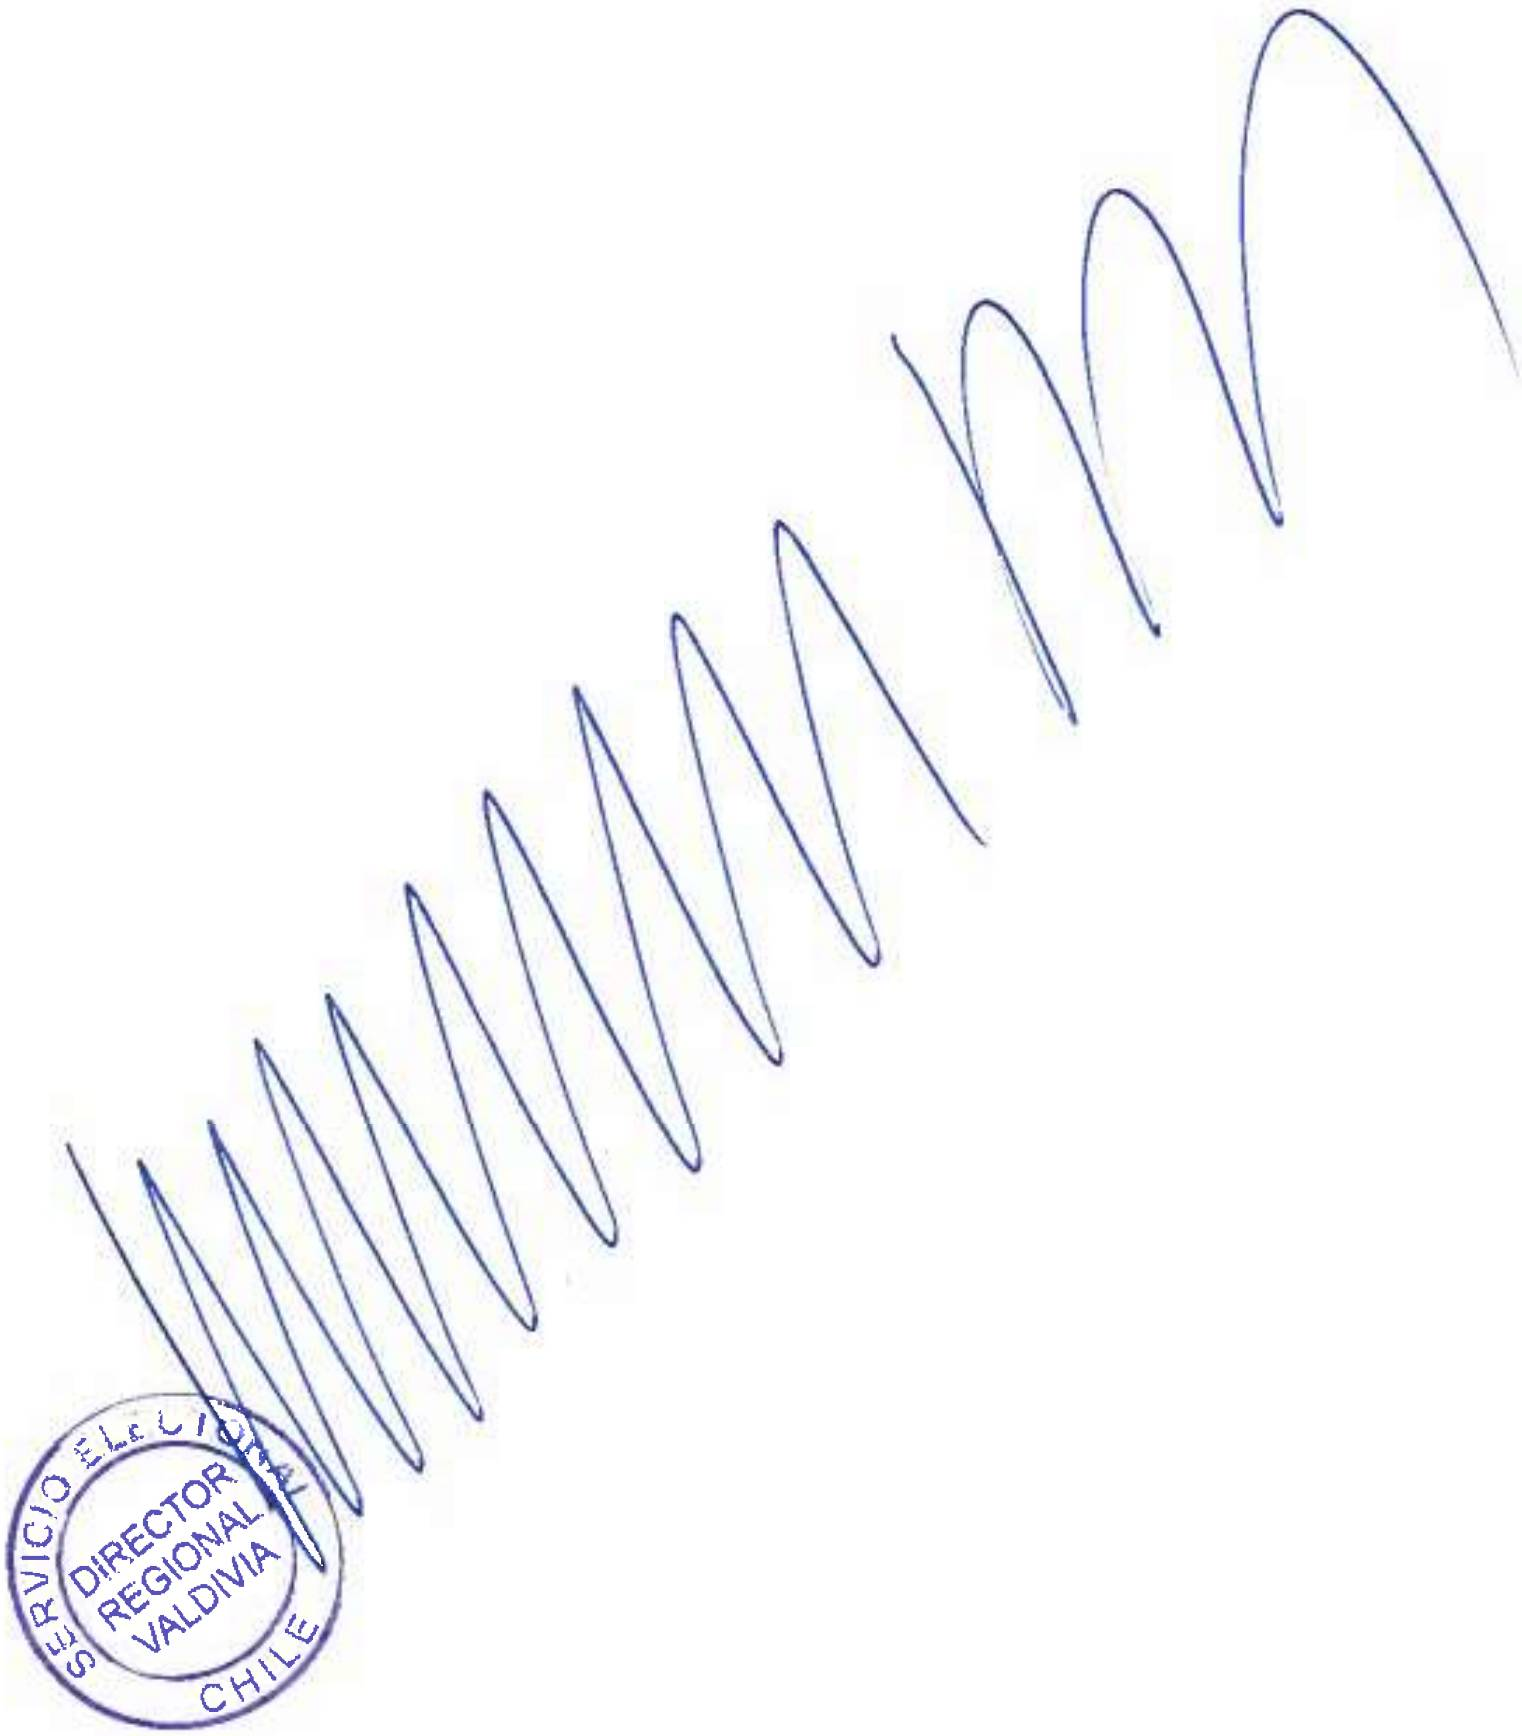 SERVICIO ELECTORAL
DIRECTOR
REGIONAL
VALDIVIA
CHILE